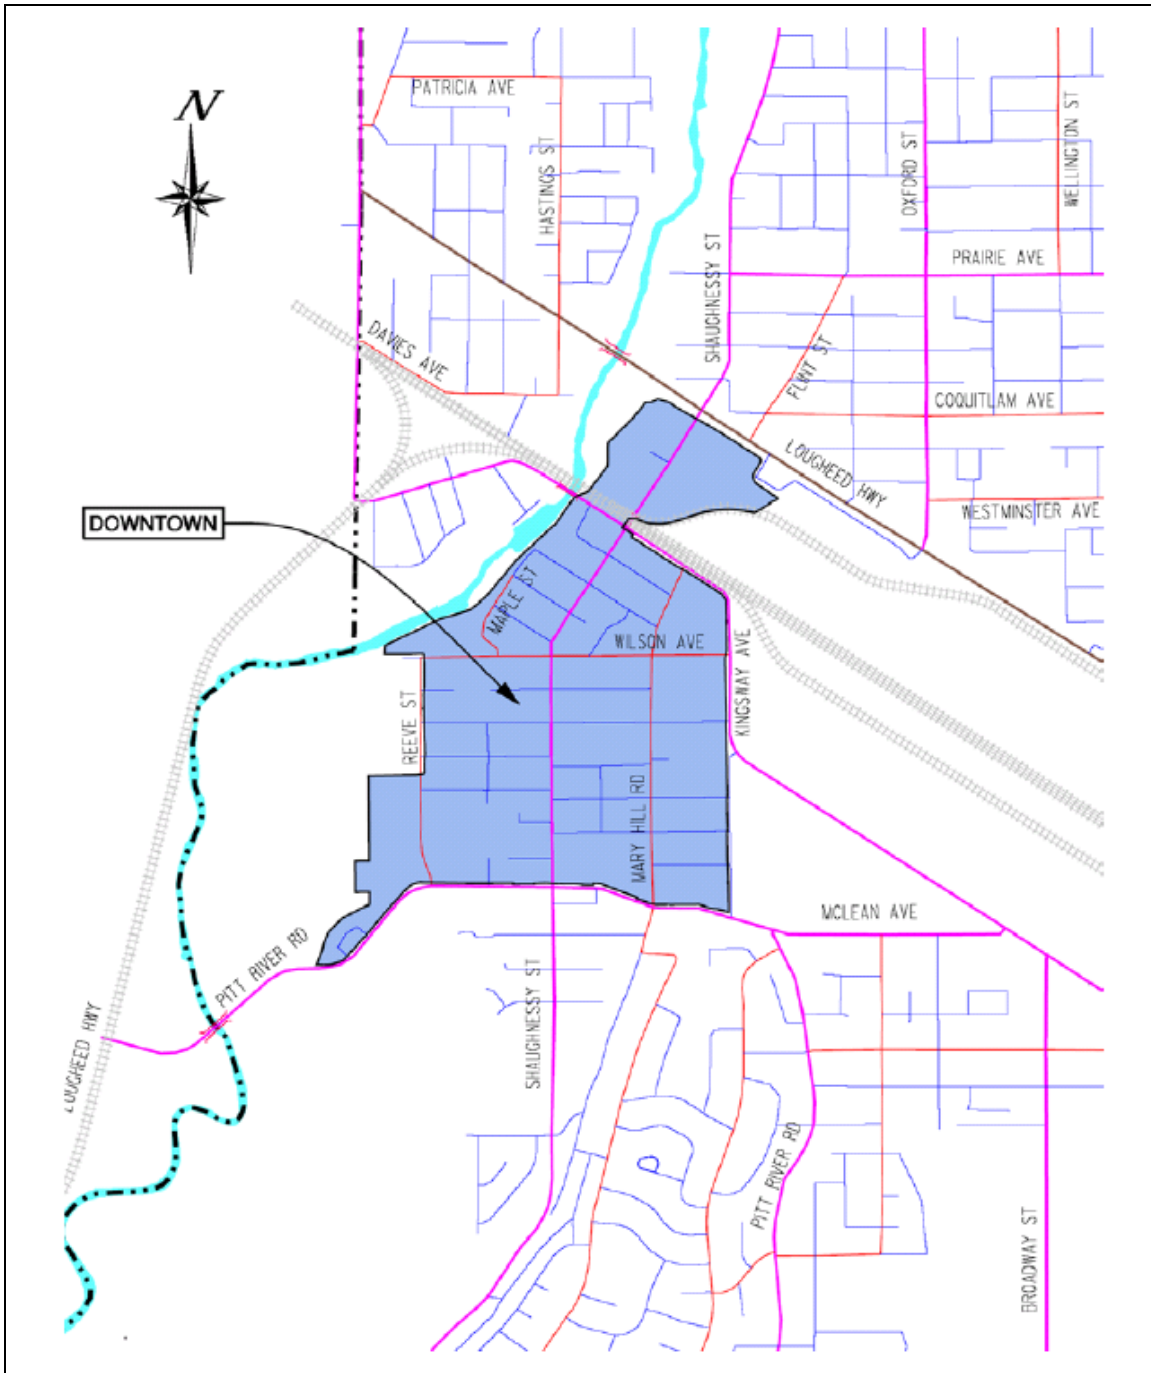 N
PATRICIA AVE
HASTINGS ST
OXFORD ST
WELLINGTON ST
SHAUGHNESSY ST
PRAIRIE AVE
DAVIES AVE
FLINT ST
COQUITLAM AVE
LOUGHEED HWY
WESTMINSTER AVE
DOWNTOWN
MAPLE ST
WILSON AVE
KINGSWAY AVE
REEVE ST
MARY HILL RD
MCLEAN AVE
PITT RIVER RD
SHAUGHNESSY ST
LOUGHEED HWY
PITT RIVER RD
BROADWAY ST